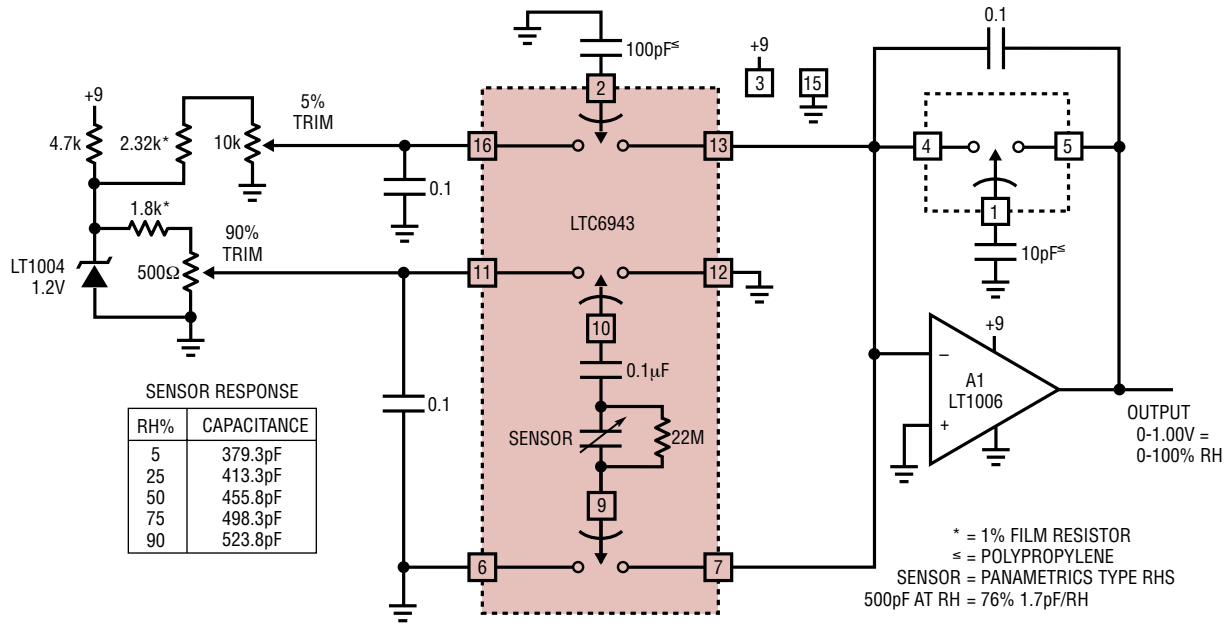 0.1
100pF≤
+9
3
15
2
+9
4.7k
2.32k*
10k
5%
TRIM
16
13
4
5
0.1
1
1.8k*
LTC6943
10pF≤
90%
TRIM
LT1004
1.2V
500Ω
11
12
10
+9
0.1µF
–
A1
LT1006
+
SENSOR RESPONSE
0.1
SENSOR
22M
OUTPUT
0-1.00V =
0-100% RH
RH% CAPACITANCE
5 379.3pF
25 413.3pF
50 455.8pF
75 498.3pF
90 523.8pF
9
6
7
* = 1% FILM RESISTOR
≤ = POLYPROPYLENE
SENSOR = PANAMETRICS TYPE RHS
500pF AT RH = 76% 1.7pF/RH